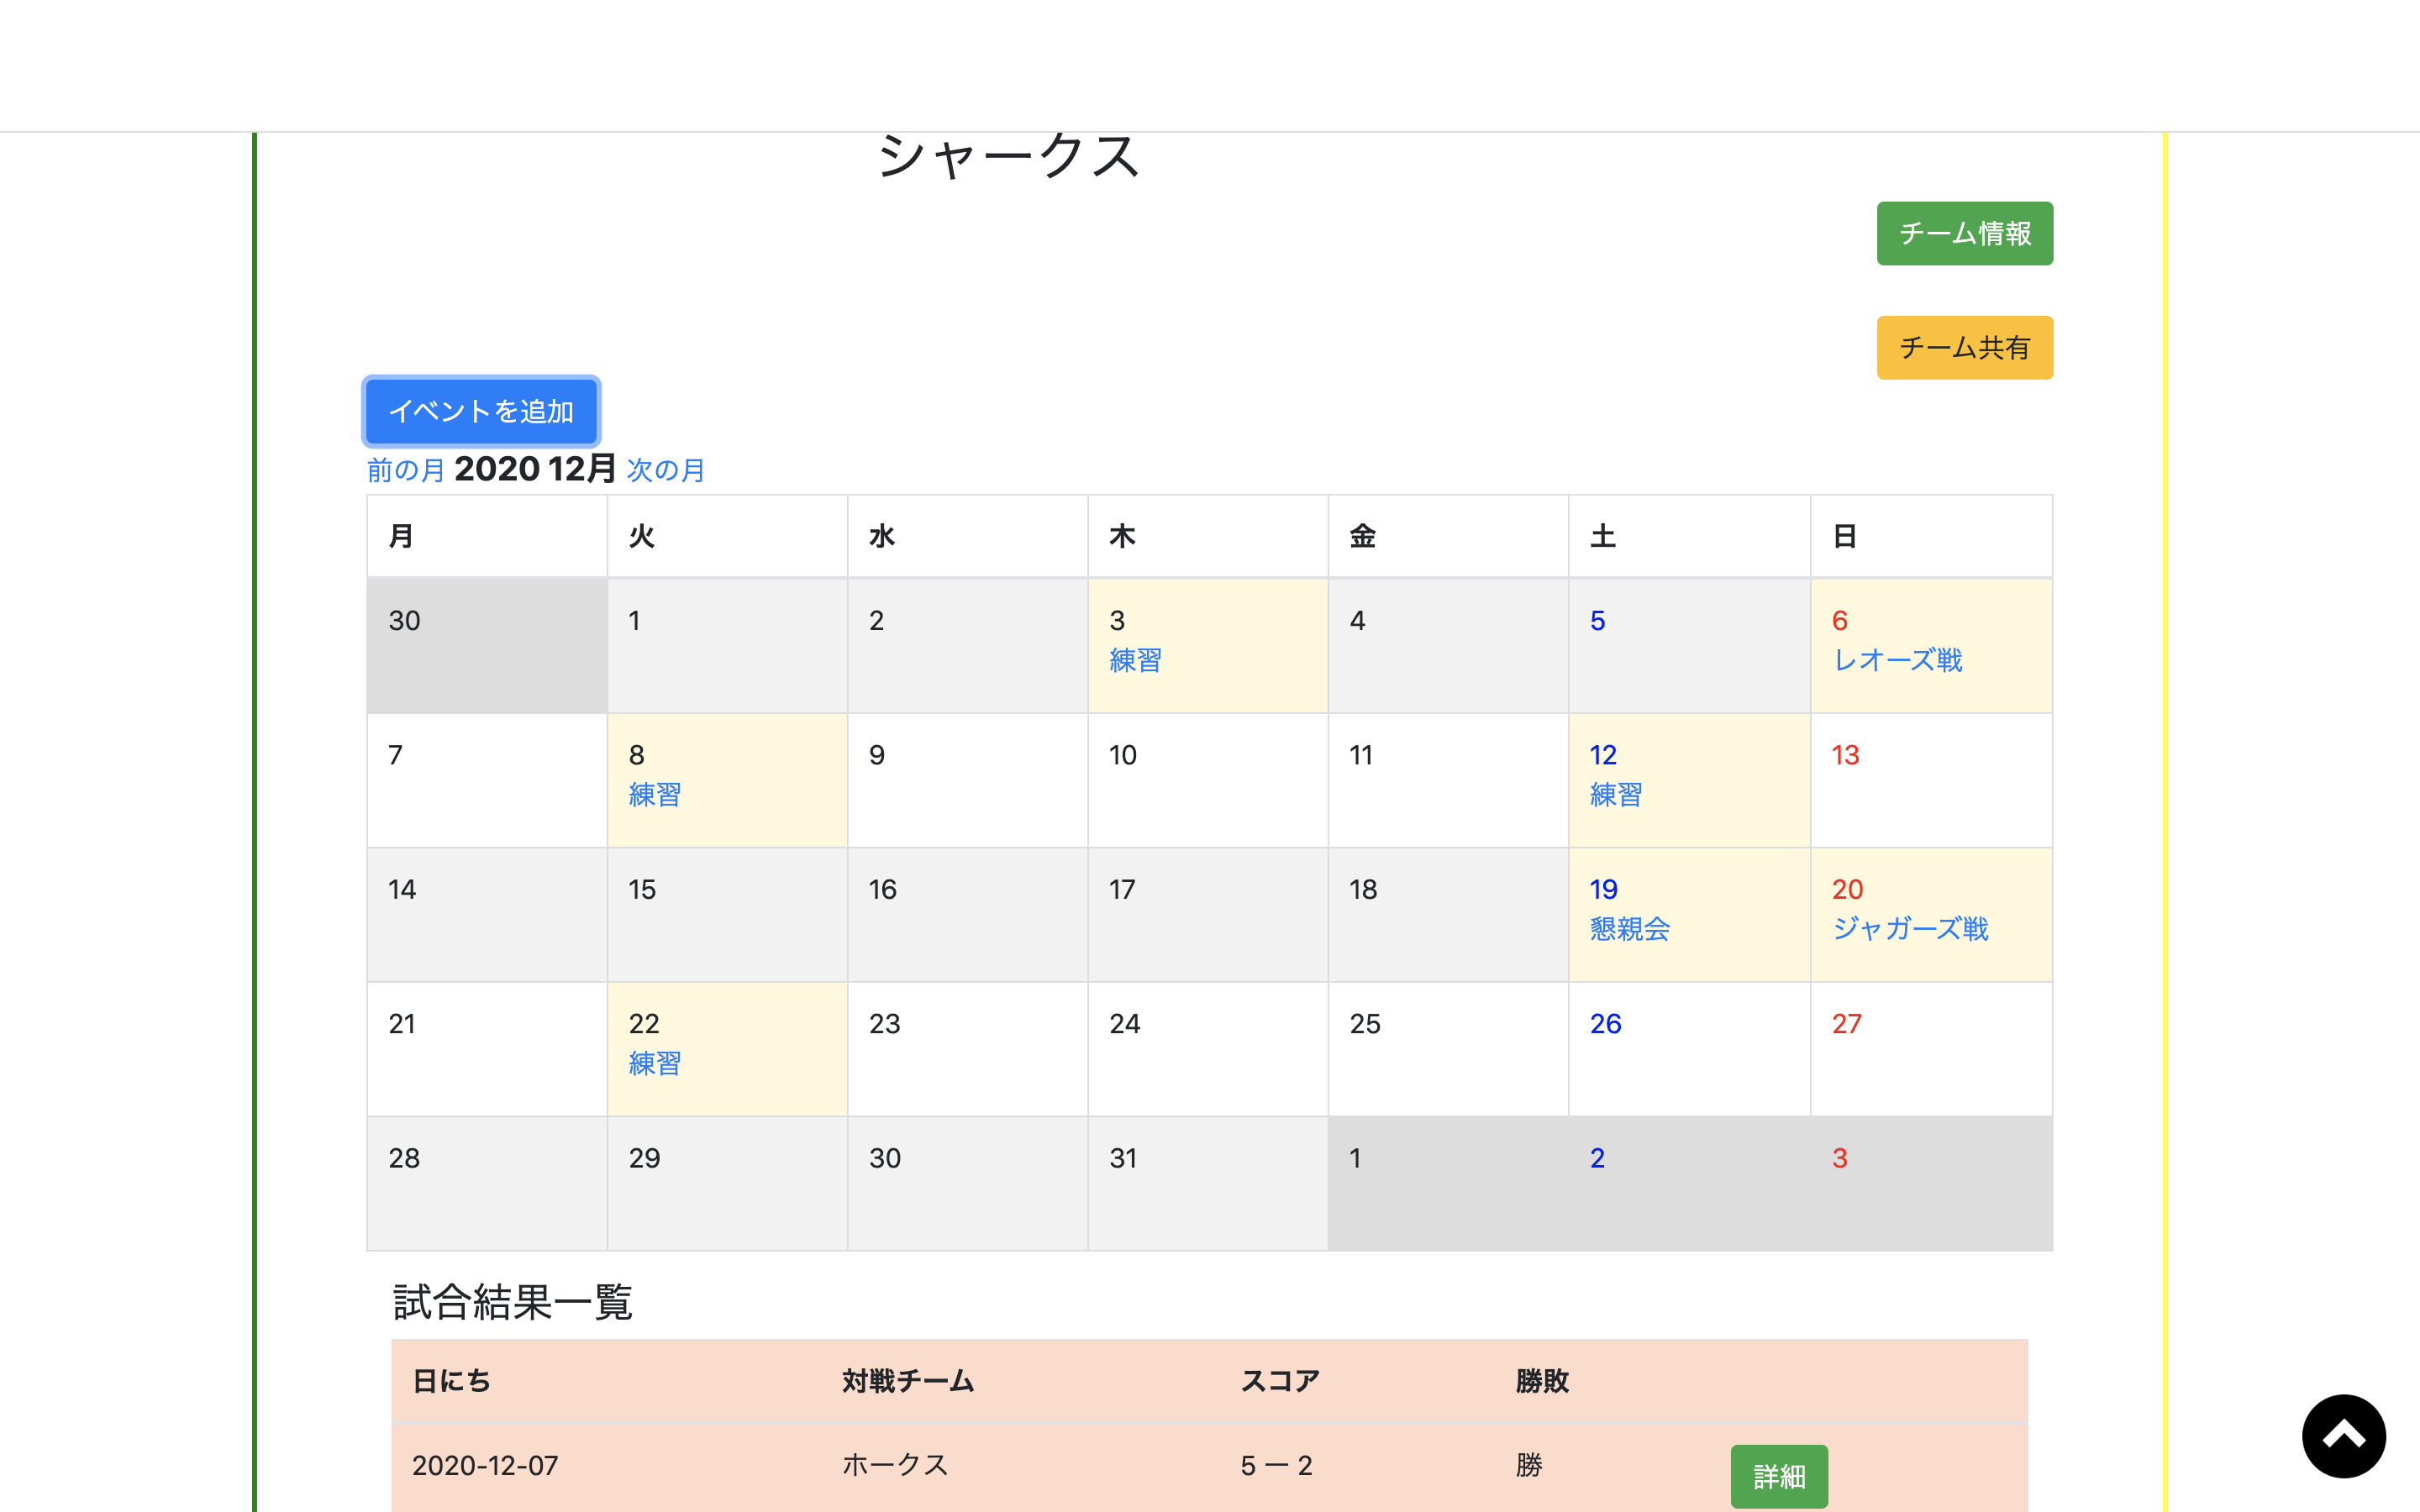 シャークス
チーム情報
チーム共有
イベントを追加
前の月 2020 12月 次の月
月 火 水 木 金 土 日
30 1 2 3 4 5 6
練習 レオーズ戦
7 8 9 10 11 12 13
練習 練習
14 15 16 17 18 19 20
懇親会 ジャガーズ戦
21 22 23 24 25 26 27
練習
28 29 30 31 1 2 3
試合結果一覧
日にち 対戦チーム スコア 勝敗
2020-12-07 ホークス 5 ー 2 勝 詳細